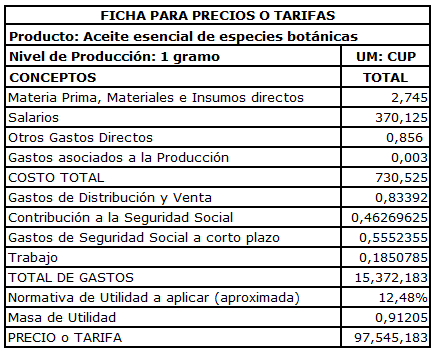 FICHA PARA PRECIOS O TARIFAS
Producto: Aceite esencial de especies botánicas
Nivel de Producción: 1 gramo UM: CUP
CONCEPTOS TOTAL
Materia Prima, Materiales e Insumos directos 2,745
Salarios 370,125
Otros Gastos Directos 0,856
Gastos asociados a la Producción 0,003
COSTO TOTAL 730,525
Gastos de Distribución y Venta 0,83392
Contribución a la Seguridad Social 0,46269625
Gastos de Seguridad Social a corto plazo 0,5552355
Trabajo 0,1850785
TOTAL DE GASTOS 15,372,183
Normativa de Utilidad a aplicar (aproximada) 12,48%
Masa de Utilidad 0,91205
PRECIO o TARIFA 97,545,183